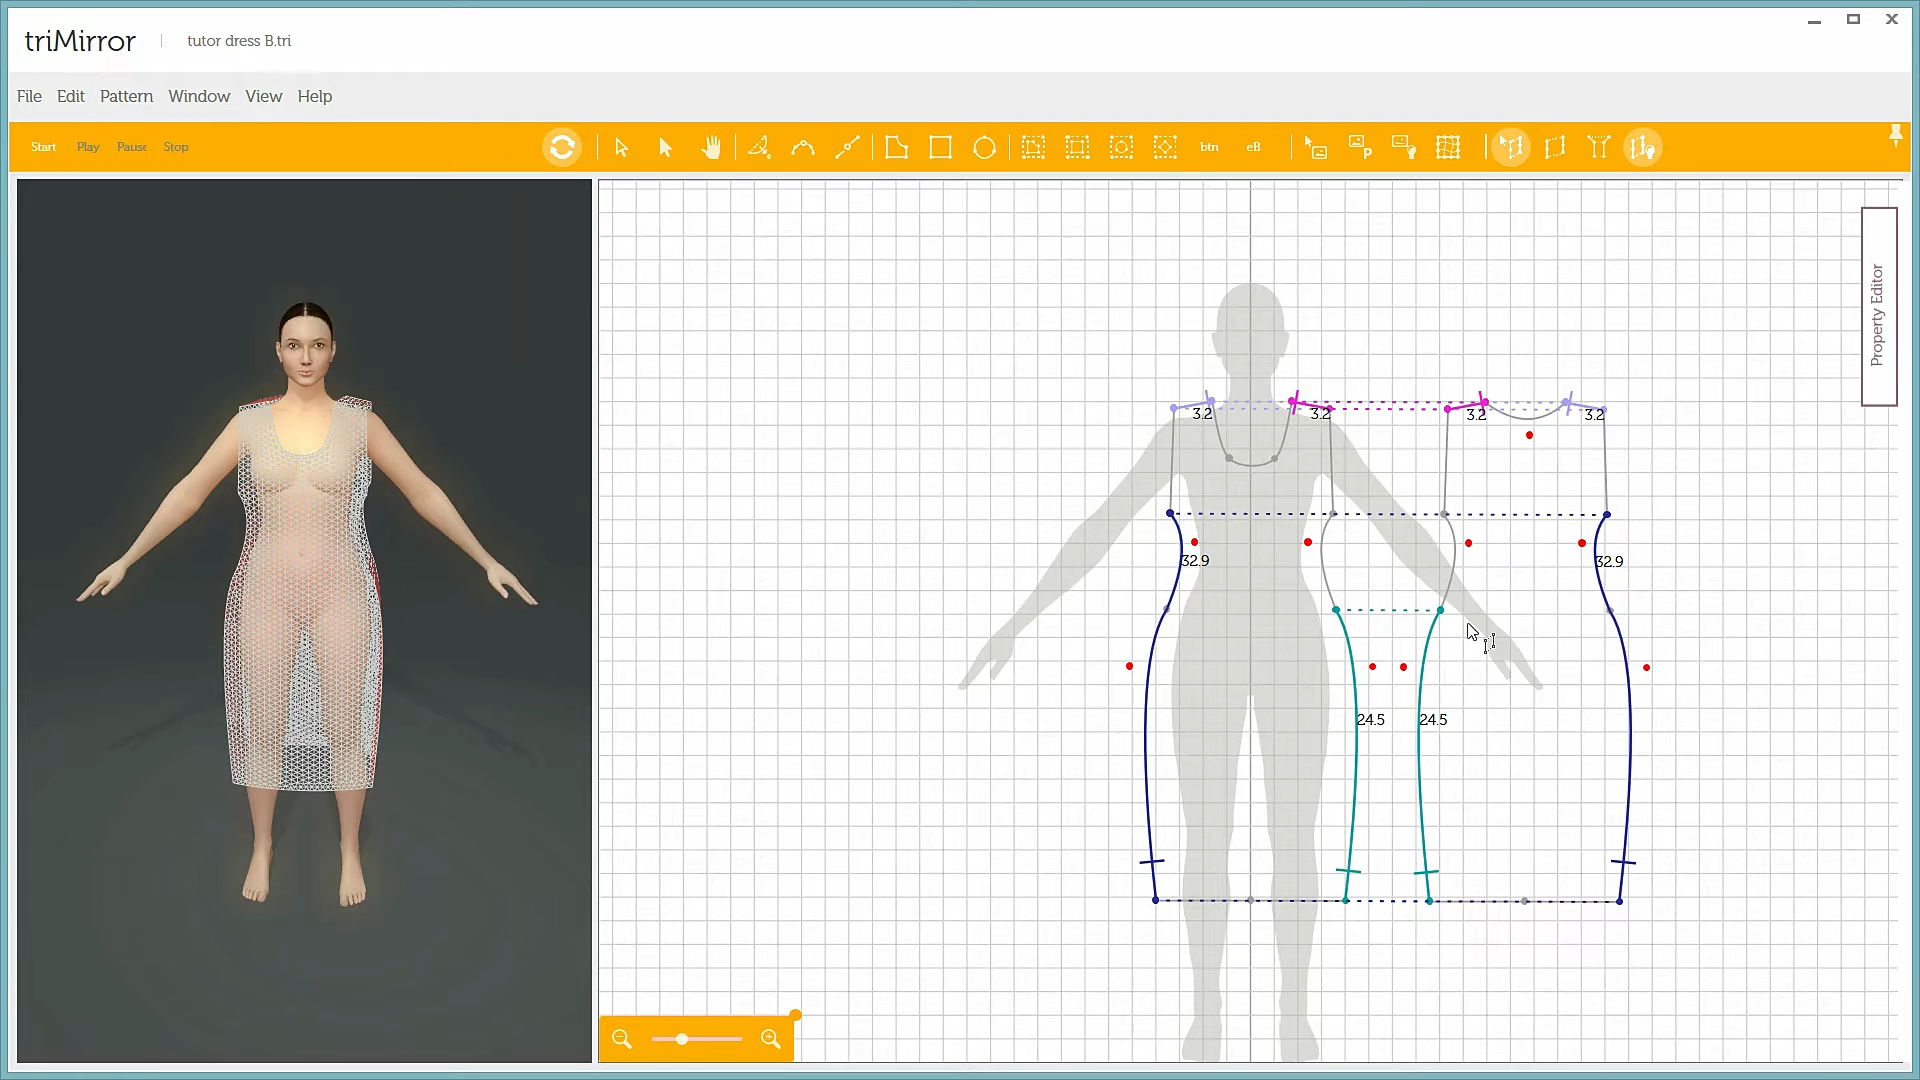 triMirror
tutor dress B.tri
File Edit Pattern Window View Help
Start Play Pause Stop
btn eB
P
Property Editor
3.2 3.2 3.2 3.2
32.9 32.9
24.5 24.5